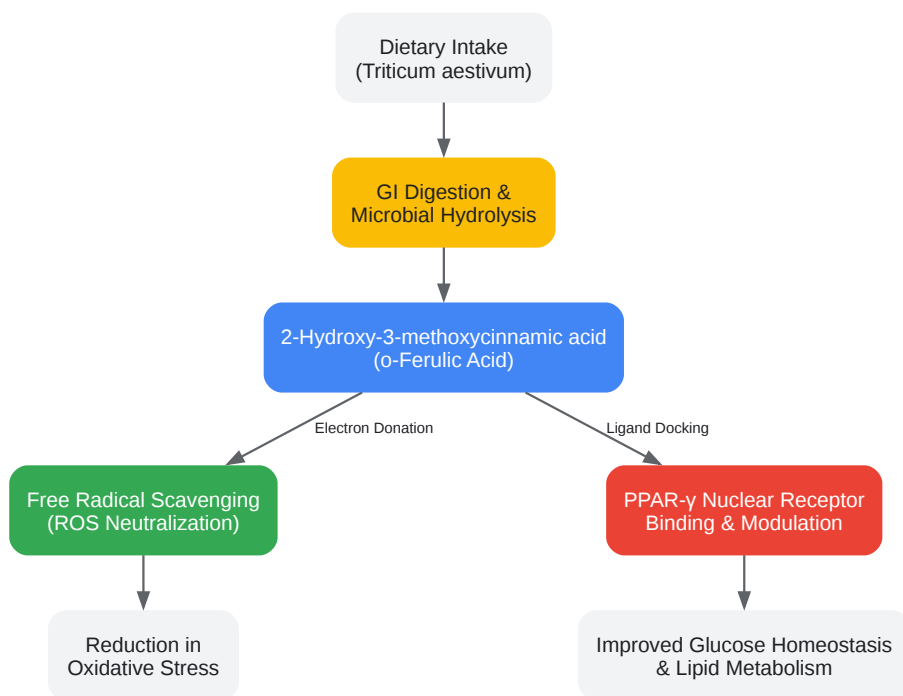 Dietary Intake
(Triticum aestivum)
GI Digestion &
Microbial Hydrolysis
2-Hydroxy-3-methoxycinnamic acid
(o-Ferulic Acid)
Electron Donation
Ligand Docking
Free Radical Scavenging
(ROS Neutralization)
PPAR-γ Nuclear Receptor
Binding & Modulation
Reduction in
Oxidative Stress
Improved Glucose Homeostasis
& Lipid Metabolism